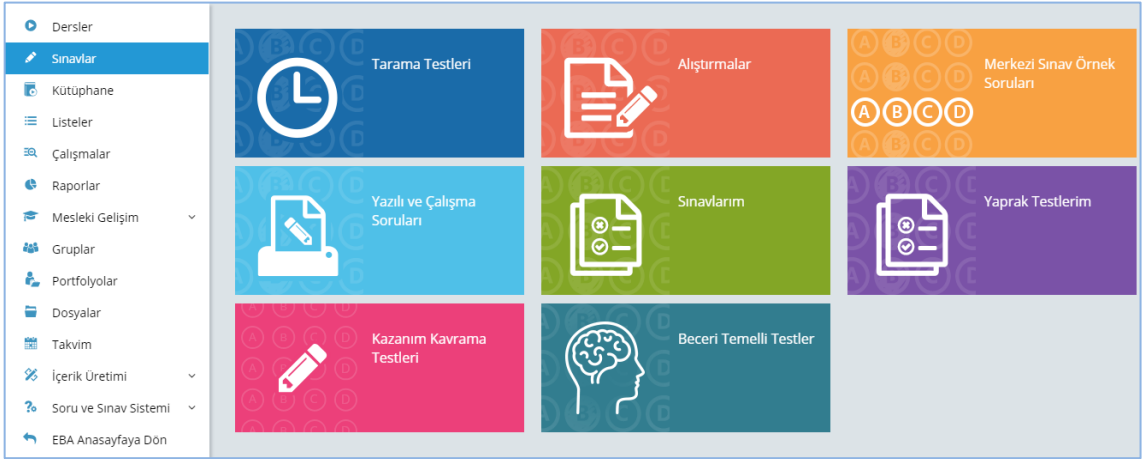 Dersler
Sınavlar
Kütüphane
Listeler
Çalışmalar
Raporlar
Mesleki Gelişim
Gruplar
Portfolyolar
Dosyalar
Takvim
İçerik Üretimi
Soru ve Sınav Sistemi
EBA Anasayfaya Dön
Tarama Testleri
Alıştırmalar
Merkezi Sınav Örnek
Soruları
A B C D
Yazılı ve Çalışma
Soruları
Sınavlarım
Yaprak Testlerim
Kazanım Kavrama
Testleri
Beceri Temelli Testler